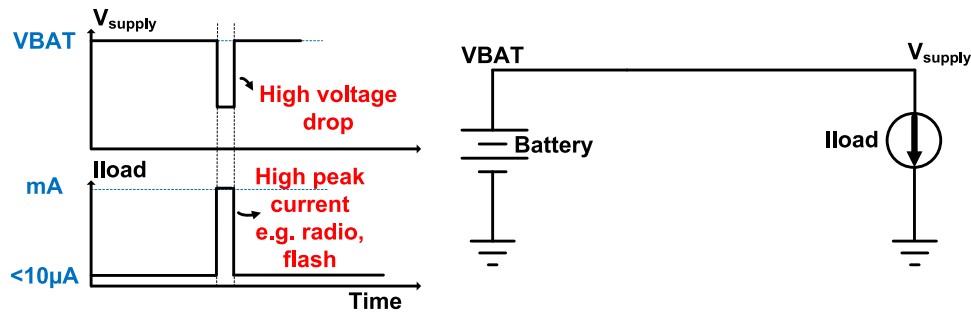 Vsupply
VBAT
High voltage
drop
Iload
mA
High peak
current
e.g. radio,
flash
<10µA
Time
VBAT
Vsupply
Battery
Iload